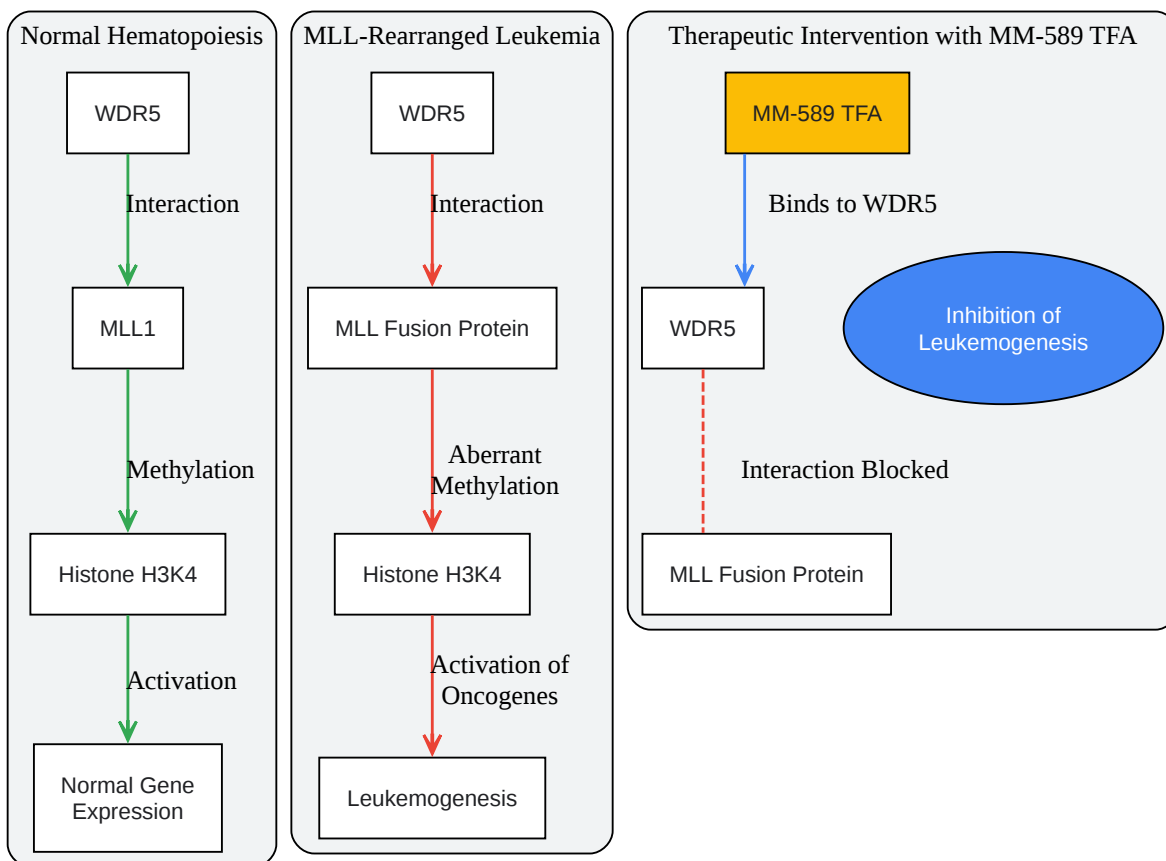 Normal Hematopoiesis
WDR5
Interaction
MLL1
Methylation
Histone H3K4
Activation
Normal Gene
Expression
MLL-Rearranged Leukemia
WDR5
Interaction
MLL Fusion Protein
Aberrant
Methylation
Histone H3K4
Activation of
Oncogenes
Leukemogenesis
Therapeutic Intervention with MM-589 TFA
MM-589 TFA
Binds to WDR5
WDR5
Inhibition of
Leukemogenesis
Interaction Blocked
MLL Fusion Protein